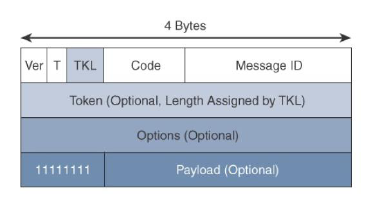 4 Bytes
Ver T TKL Code Message ID
Token (Optional, Length Assigned by TKL)
Options (Optional)
11111111 Payload (Optional)